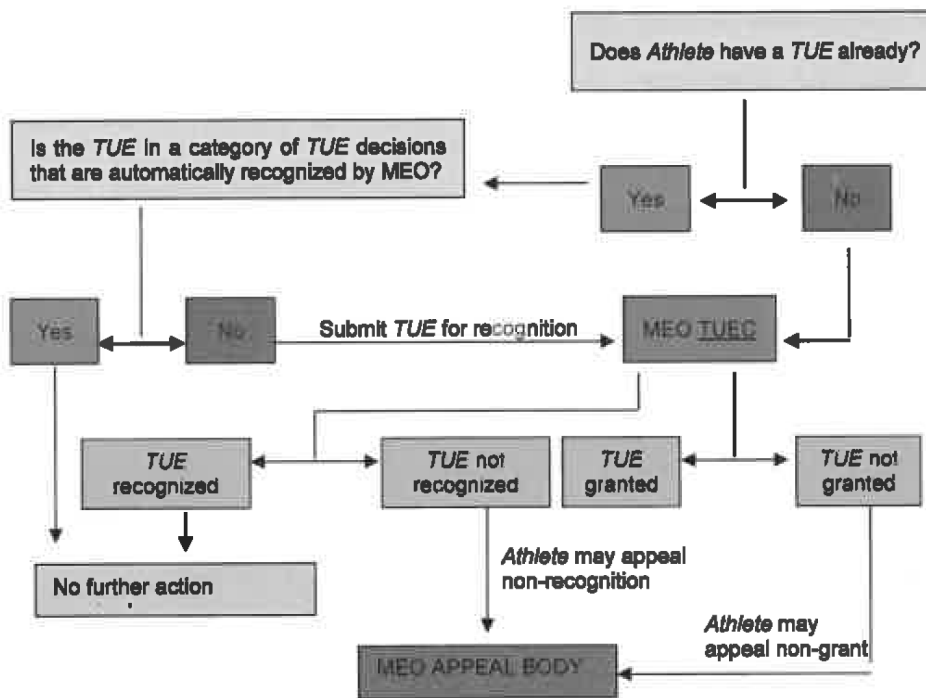 Does Athlete have a TUE already?
Is the TUE in a category of TUE decisions
that are automatically recognized by MEO?
Yes
No
Yes
No
Submit TUE for recognition
MEO TUEC
TUE
recognized
TUE not
recognized
TUE
granted
TUE not
granted
No further action
Athlete may appeal
non-recognition
Athlete may
appeal non-grant
MEO APPEAL BODY